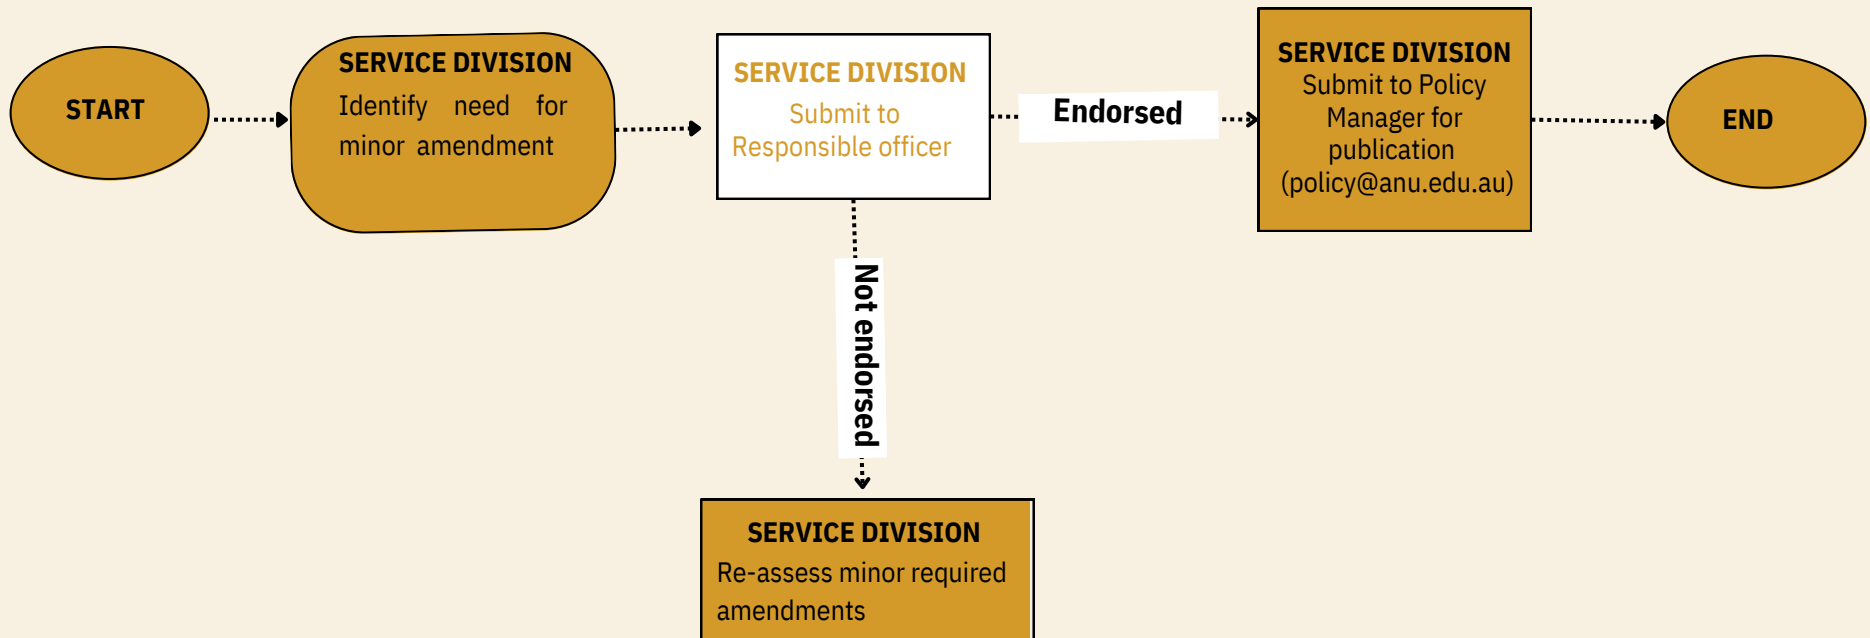 START
SERVICE DIVISION
Identify need for
minor amendment
SERVICE DIVISION
Submit to
Responsible officer
Endorsed
SERVICE DIVISION
Submit to Policy
Manager for
publication
(policy@anu.edu.au)
END
Not endorsed
SERVICE DIVISION
Re-assess minor required
amendments